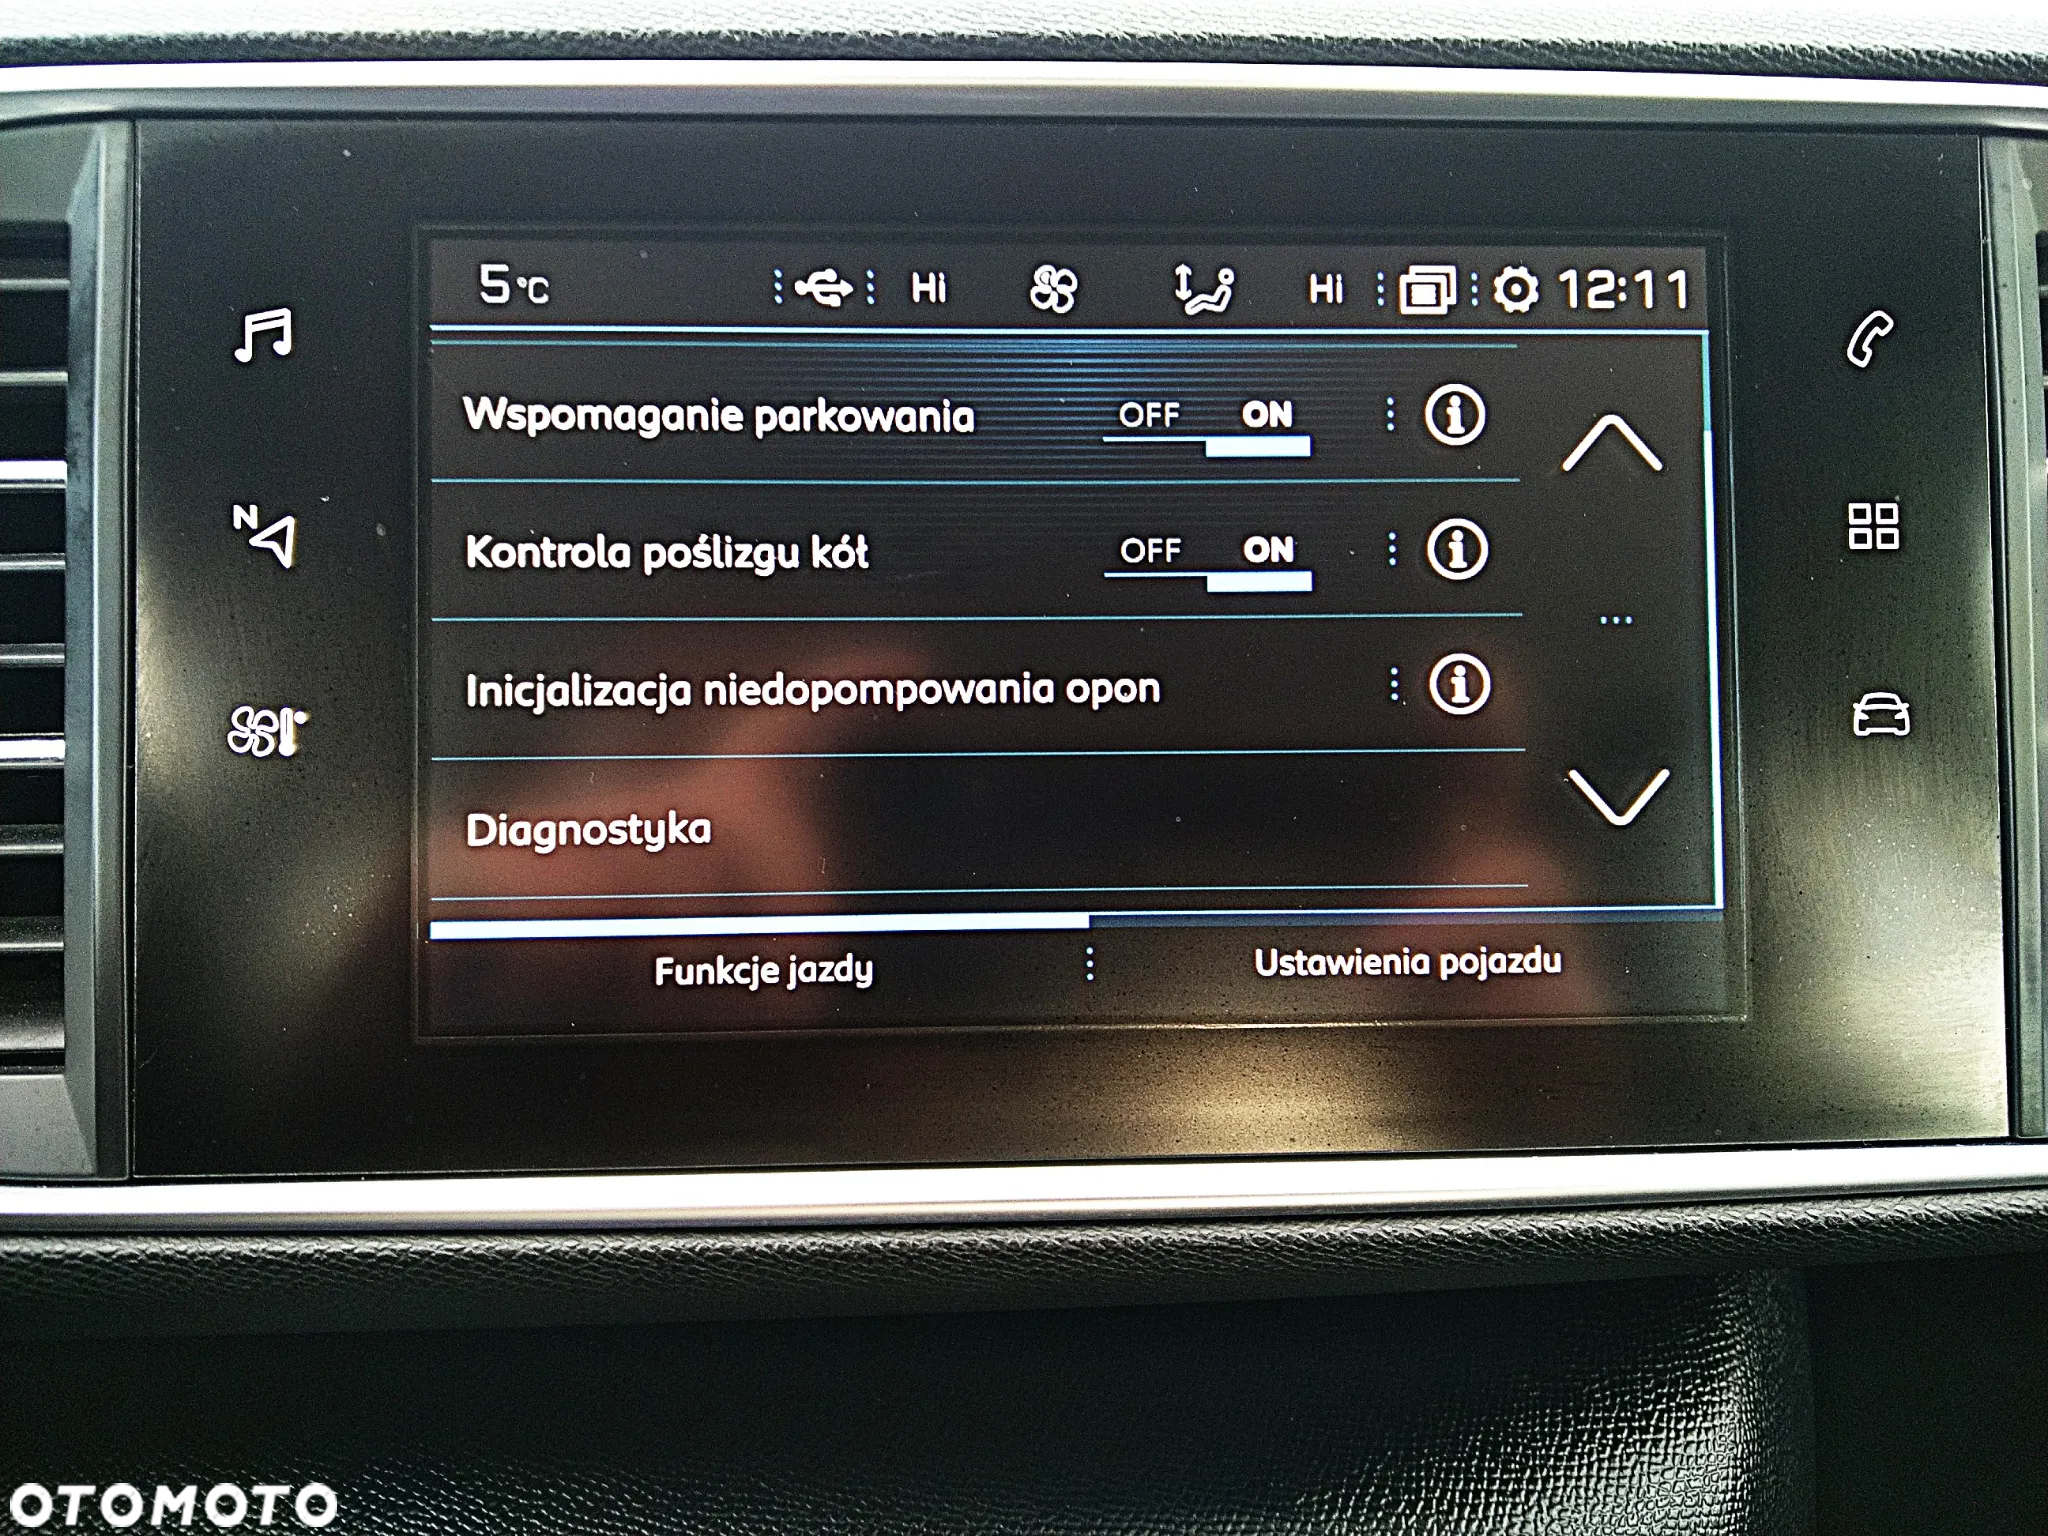 5°C Hi Hi 12:11
Wspomaganie parkowania OFF ON
Kontrola poślizgu kół OFF ON
Inicjalizacja niedopompowania opon
Diagnostyka
Funkcje jazdy Ustawienia pojazdu
N
OTOMOTO